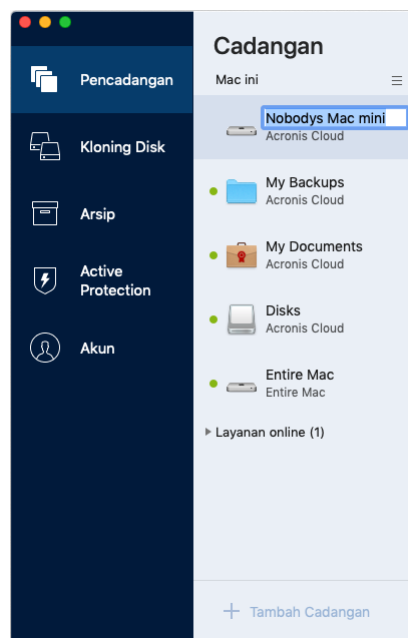 Pencadangan
Kloning Disk
Arsip
Active
Protection
Akun
Cadangan
Mac ini
Nobodys Mac mini
Acronis Cloud
My Backups
Acronis Cloud
My Documents
Acronis Cloud
Disks
Acronis Cloud
Entire Mac
Entire Mac
Layanan online (1)
Tambah Cadangan